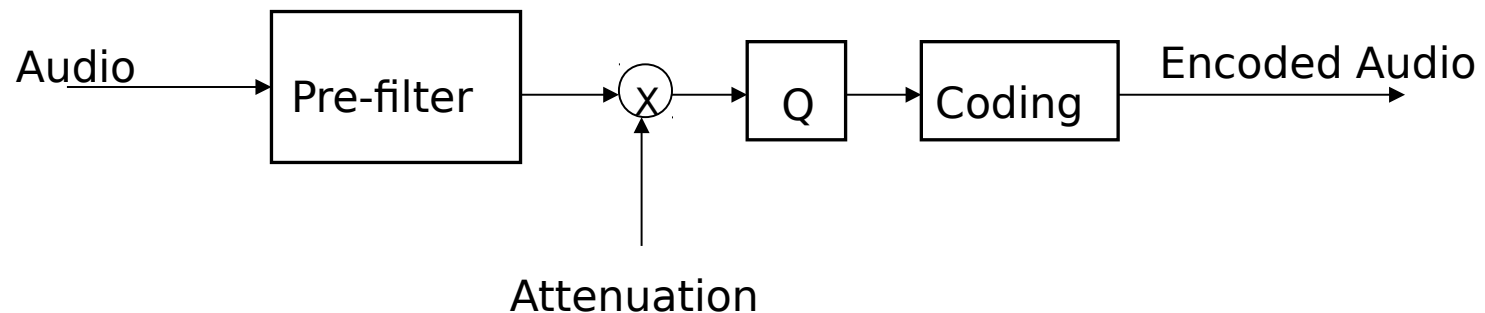 Audio
Pre-filter
X
Q
Coding
Encoded Audio
Attenuation